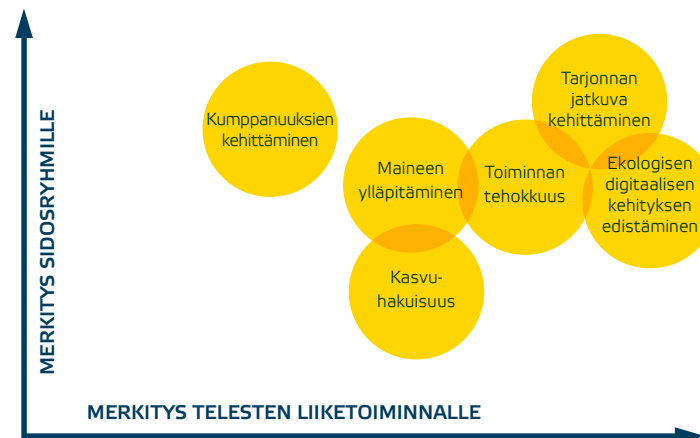 MERKITYS SIDOSRYHMILLE
Kumppanuuksien
kehittäminen
Tarjonnan
jatkuva
kehittäminen
Maineen
ylläpitäminen
Toiminnan
tehokkuus
Ekologisen
digitaalisen
kehityksen
edistäminen
Kasvu-
hakuisuus
MERKITYS TELESTEN LIIKETOIMINNALLE